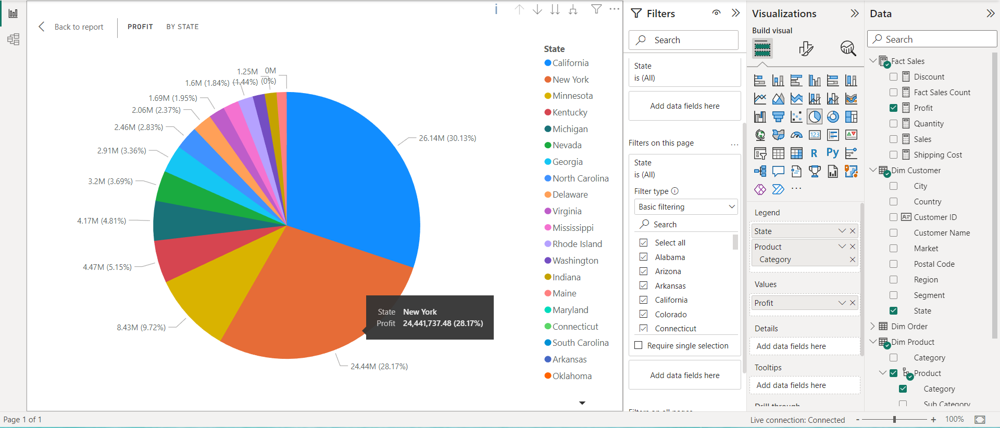 Back to report
PROFIT
BY STATE
1.25M
0M
1.6M (1.84%)
(1.44%)
(0%)
1.69M (1.95%)
2.06M (2.37%)
2.46M (2.83%)
2.91M (3.36%)
3.2M (3.69%)
4.17M (4.81%)
4.47M (5.15%)
8.43M (9.72%)
26.14M (30.13%)
24.44M (28.17%)
State New York
Profit 24,441,737.48 (28.17%)
State
California
New York
Minnesota
Kentucky
Michigan
Nevada
Georgia
North Carolina
Delaware
Virginia
Mississippi
Rhode Island
Washington
Indiana
Maine
Maryland
Connecticut
South Carolina
Arkansas
Oklahoma
Filters
Search
State
is (All)
Add data fields here
Filters on this page
State
is (All)
Filter type
Basic filtering
Search
Select all
Alabama
Arizona
Arkansas
California
Colorado
Connecticut
Require single selection
Add data fields here
Filters on all pages
Visualizations
Build visual
123
R
Py
Legend
State
Product
Category
Values
Profit
Details
Add data fields here
Tooltips
Add data fields here
Drill through
Data
Search
Fact Sales
Discount
Fact Sales Count
Profit
Quantity
Sales
Shipping Cost
Dim Customer
City
Country
Customer ID
Customer Name
Market
Postal Code
Region
Segment
State
Dim Order
Dim Product
Category
Product
Category
Sub Category
Page 1 of 1
Live connection: Connected
- + 100%